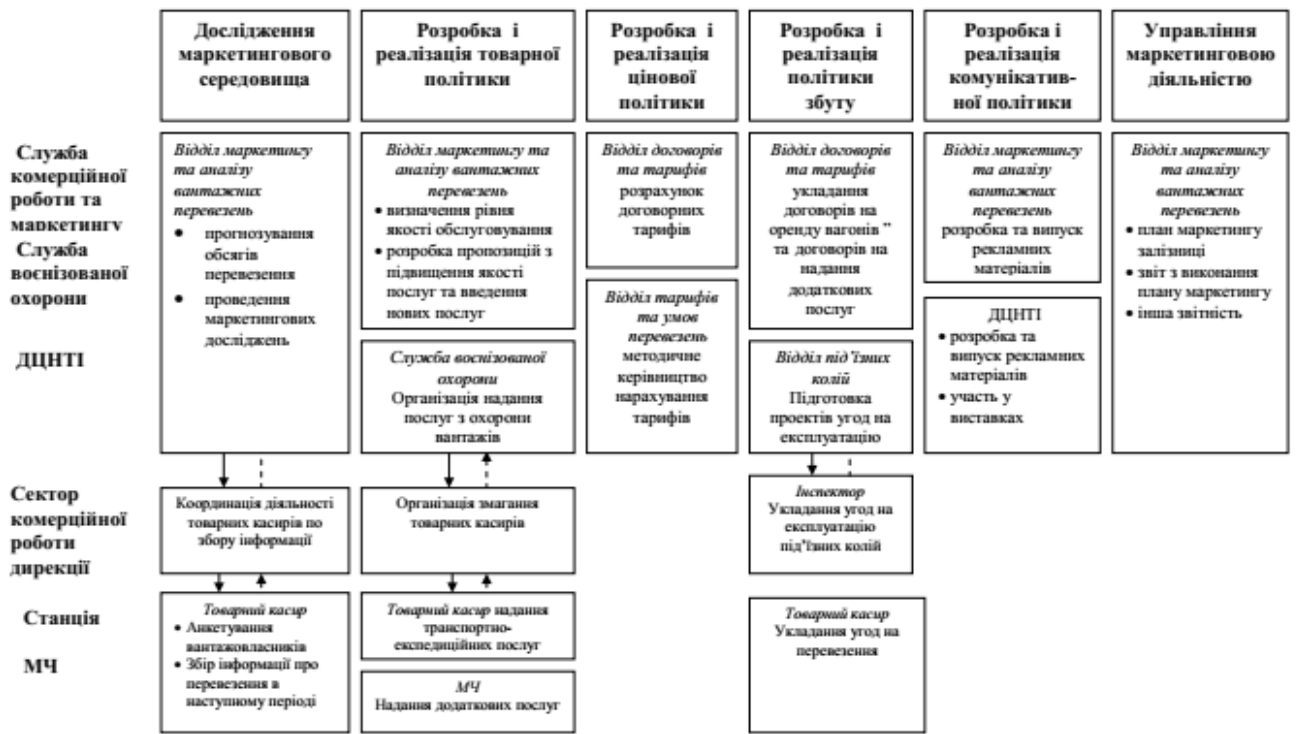 Дослідження
маркетингового
середовища
Розробка і
реалізація товарної
політики
Розробка і
реалізація
цінової
політики
Розробка і
реалізація
політики
збуту
Розробка і
реалізація
комунікатив-
ної політики
Управління
маркетинговою
діяльністю
Служба
комерційної
роботи та
маркетингу
Служба
воєнізованої
охорони
ДЦНТІ
Відділ маркетингу
та аналізу
вантажних
перевезень
• прогнозування
обсягів
перевезення
• проведення
маркетингових
досліджень
Відділ маркетингу та
аналізу вантажних
перевезень
• визначення рівня
якості обслуговування
• розробка пропозицій з
підвищення якості
послуг та введення
нових послуг
Служба воєнізованої
охорони
Організація надання
послуг з охорони
вантажів
Відділ договорів
та тарифів
розрахунок
договорних
тарифів
Відділ тарифів
та умов
перевезень
методичне
керівництво
нарахування
тарифів
Відділ договорів
та тарифів
укладання
договорів на
оренду вагонів ”
та договорів на
надання
додаткових
послуг
Відділ під’їзних
колій
Підготовка
проектів угод на
експлуатацію
Відділ маркетингу
та аналізу
вантажних
перевезень
розробка та випуск
рекламних
матеріалів
ДЦНТІ
• розробка та
випуск рекламних
матеріалів
• участь у
виставках
Відділ маркетингу
та аналізу
вантажних
перевезень
• план маркетингу
залізниці
• звіт з виконання
плану маркетингу
• інша звітність
Сектор
комерційної
роботи
дирекції
Координація діяльності
товарних касирів по
збору інформації
Організація змагання
товарних касирів
Інспектор
Укладання угод на
експлуатацію
під’їзних колій
Станція
МЧ
Товарний касир
• Анкетування
вантажовласників
• Збір інформації про
перевезення в
наступному періоді
Товарний касир надання
транспортно-
експедиційних послуг
МЧ
Надання додаткових послуг
Товарний касир
Укладання угод на
перевезення